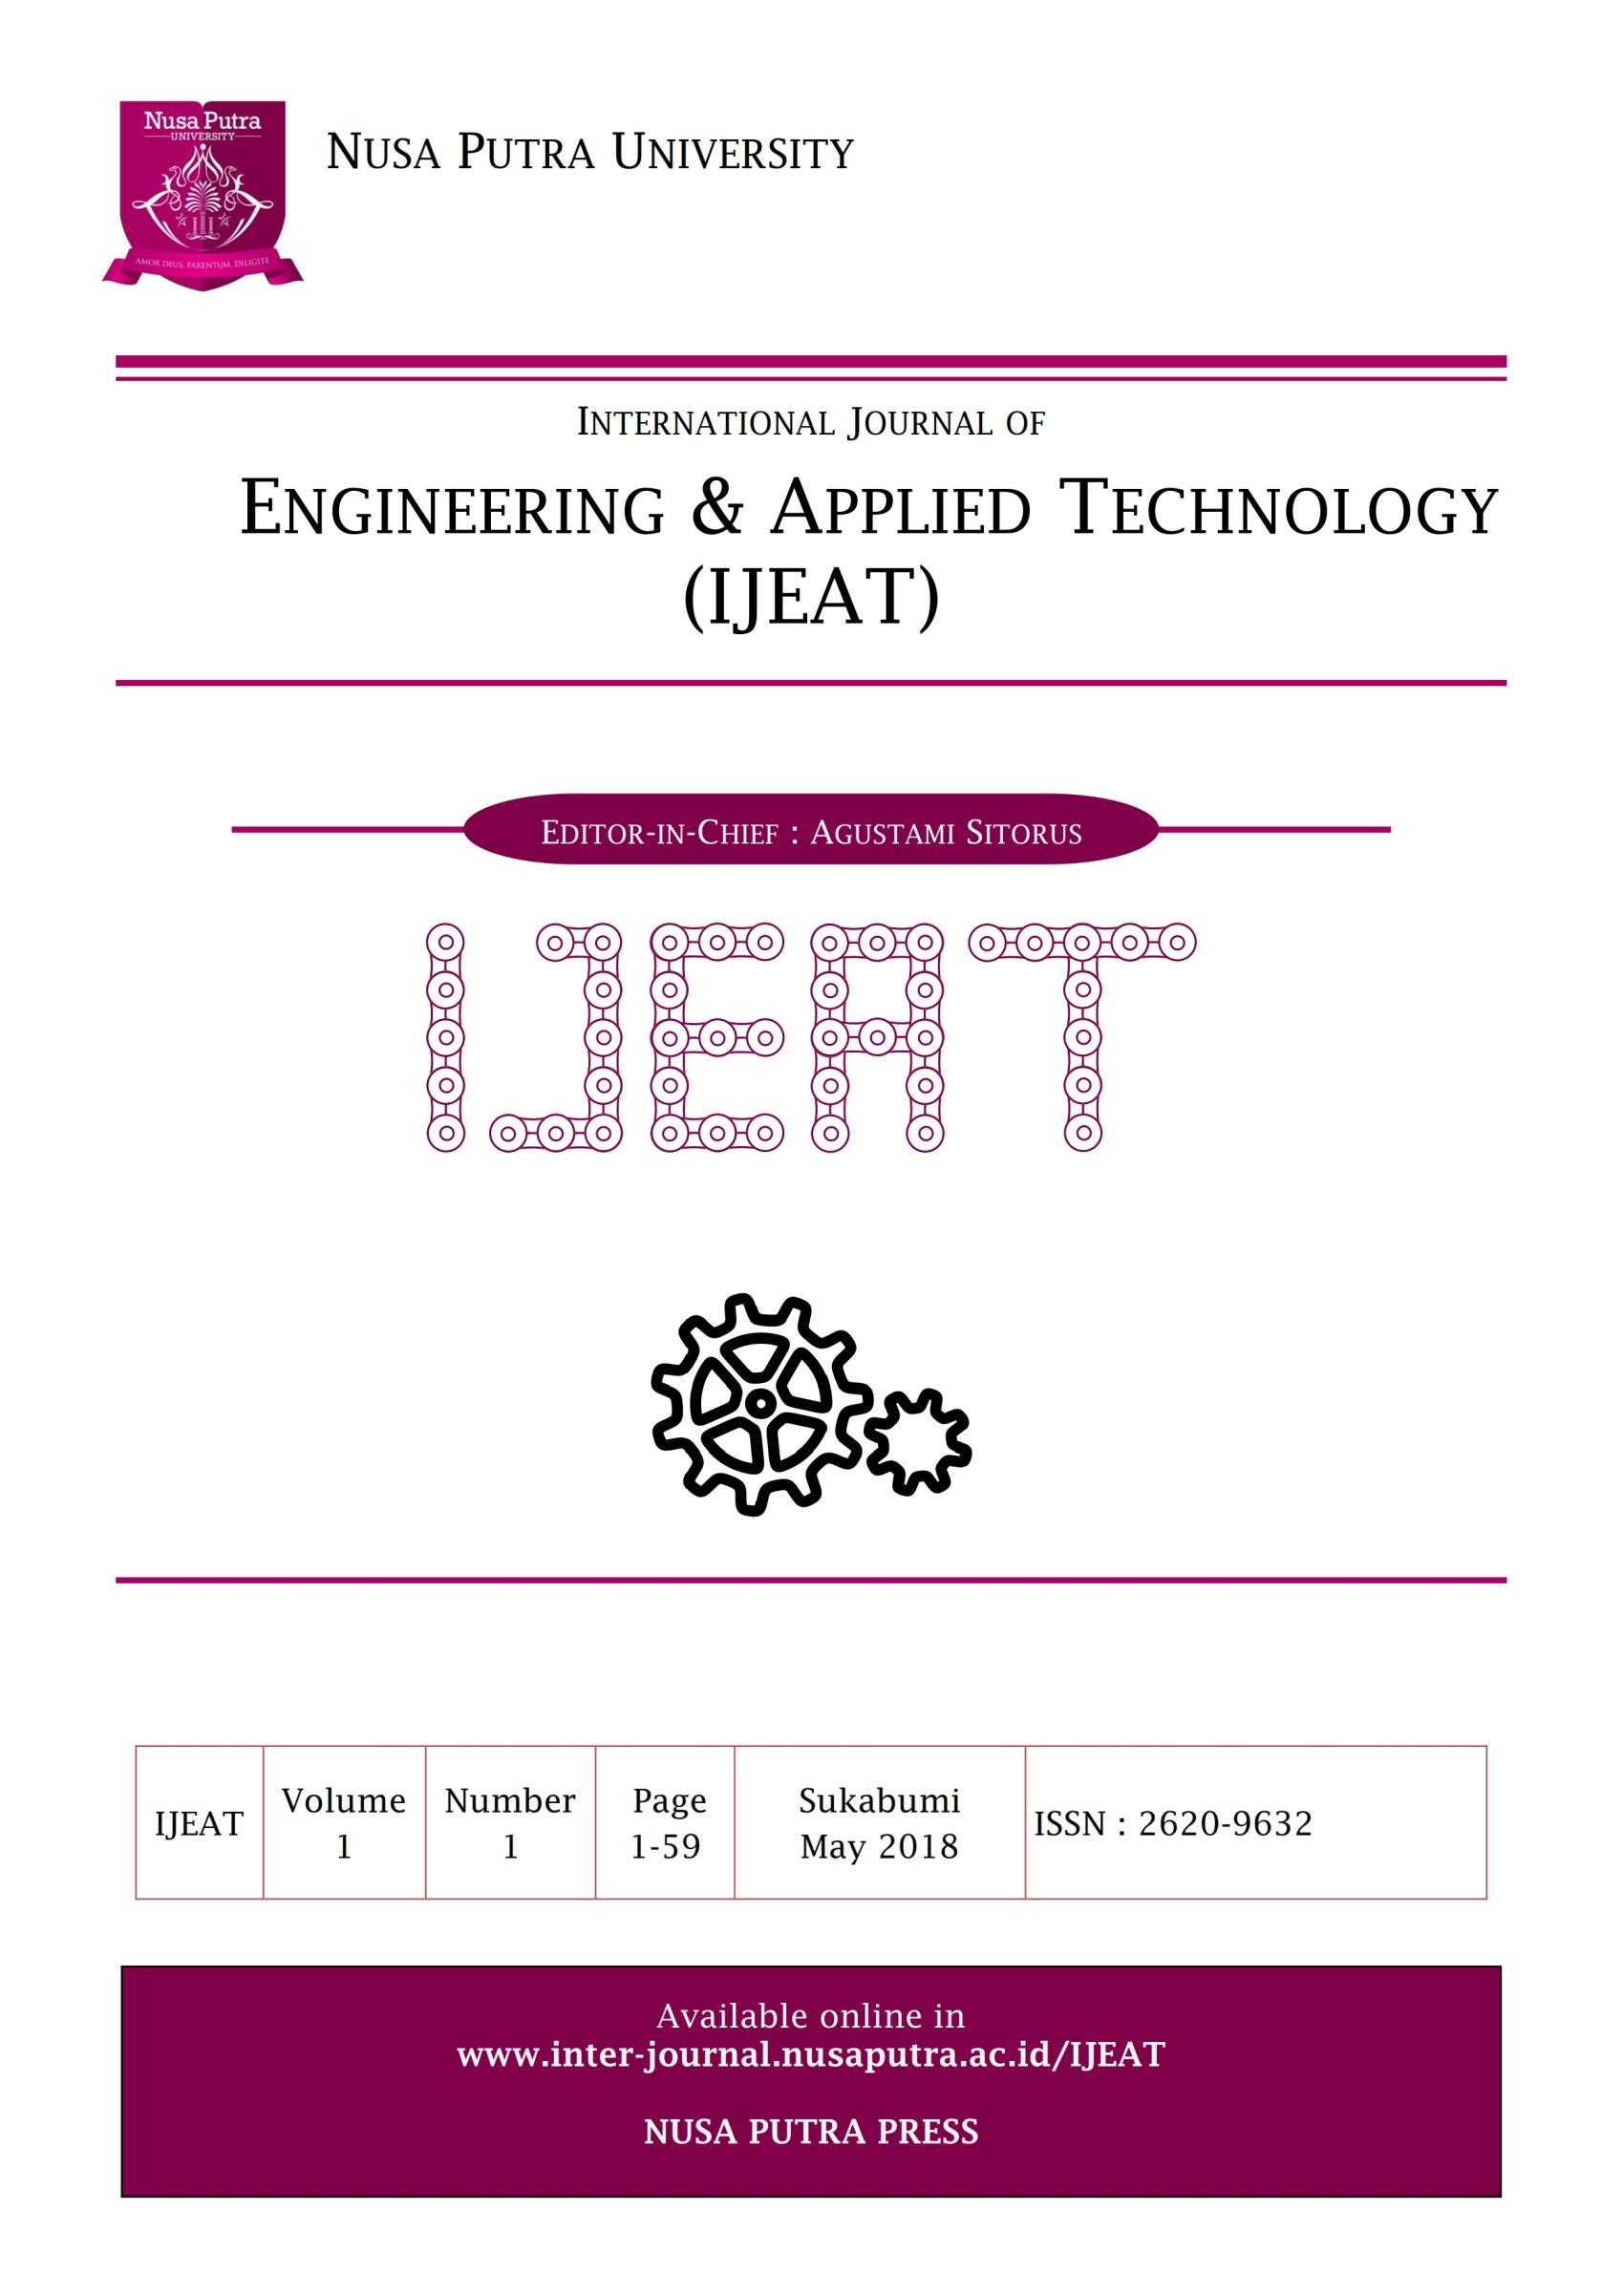 Nusa Putra
UNIVERSITY
AMOR DEUS, PARENTUM, DILIGITE
NUSA PUTRA UNIVERSITY
INTERNATIONAL JOURNAL OF
ENGINEERING & APPLIED TECHNOLOGY
(IJEAT)
EDITOR-IN-CHIEF : AGUSTAMI SITORUS
IJEAT
IJEAT
Volume
1
Number
1
Page
1-59
Sukabumi
May 2018
ISSN : 2620-9632
Available online in
www.inter-journal.nusaputra.ac.id/IJEAT
NUSA PUTRA PRESS